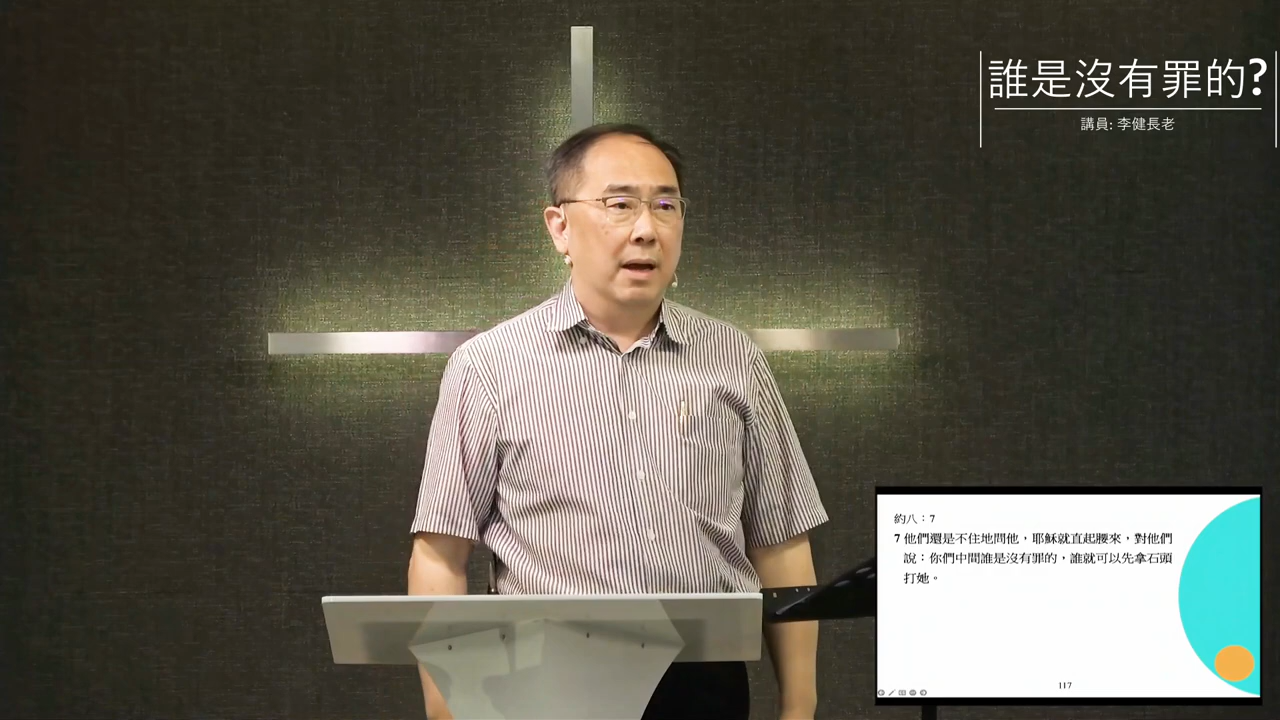 誰是沒有罪的?
講員: 李健長老
約八：7
7 他們還是不住地問他，耶穌就直起腰來，對他們
說：你們中間誰是沒有罪的，誰就可以先拿石頭
打她。
117